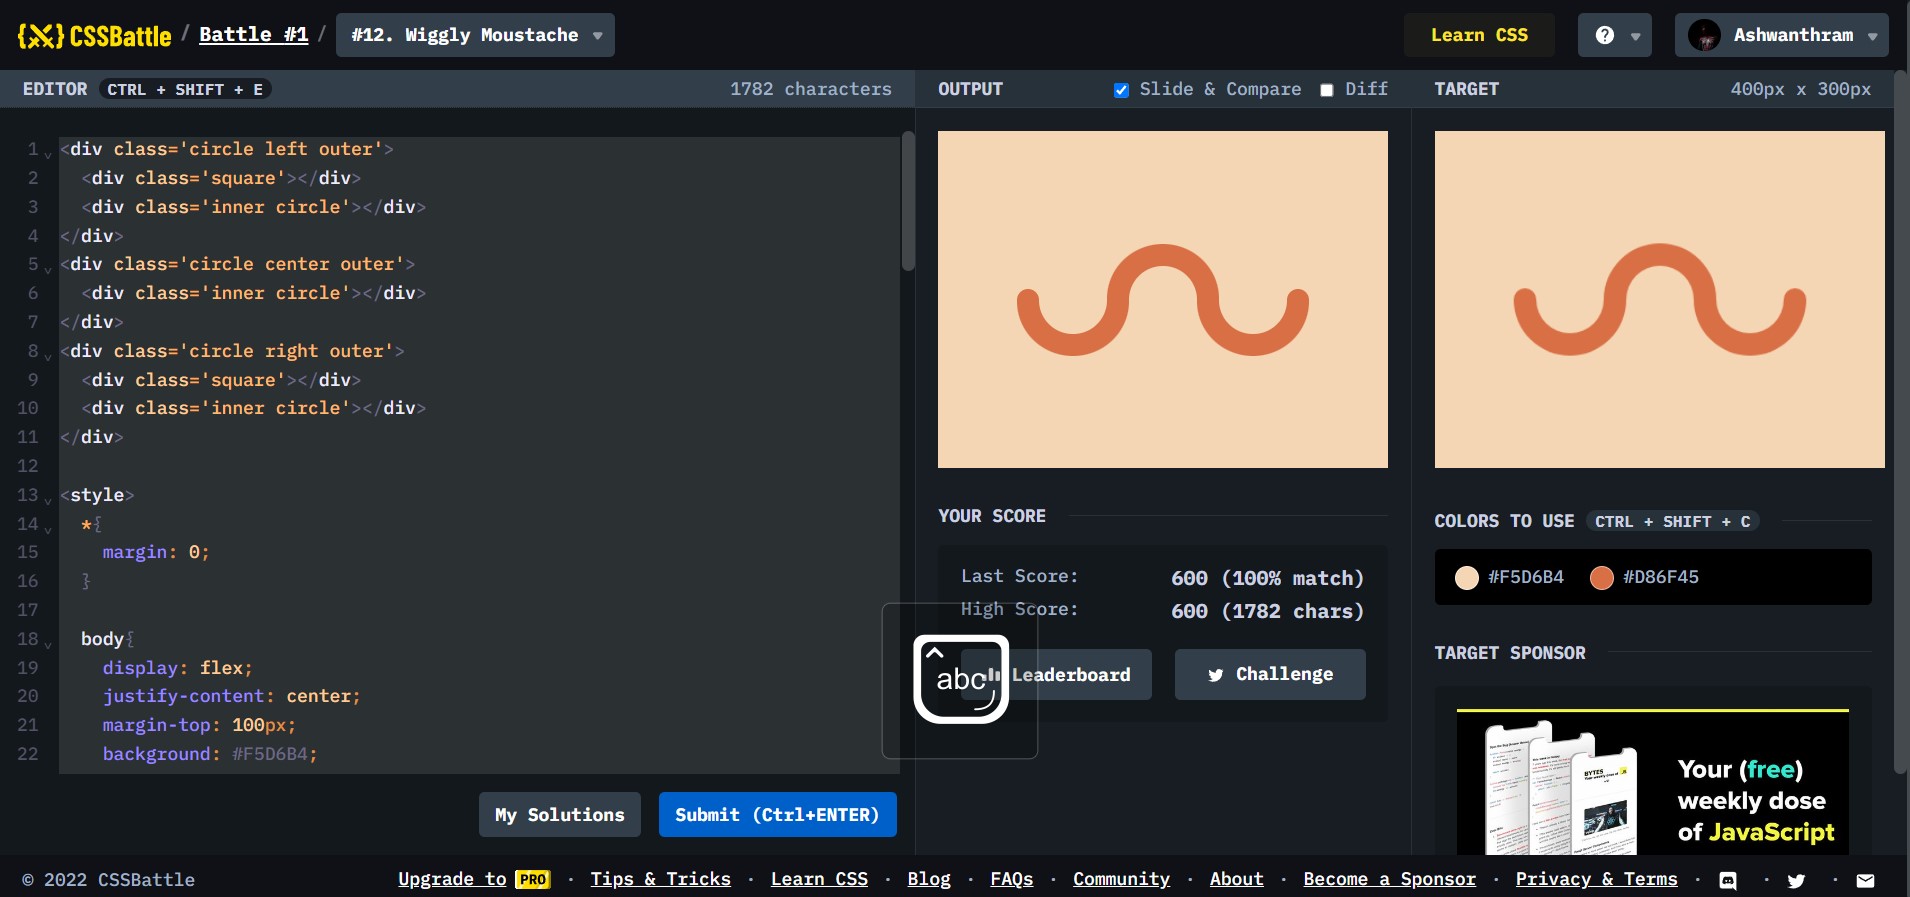 CSSBattle / Battle #1 / #12. Wiggly Moustache
Learn CSS
?
Ashwanthram
EDITOR CTRL + SHIFT + E 1782 characters
OUTPUT Slide & Compare Diff
TARGET 400px x 300px
1 <div class='circle left outer'>
2 <div class='square'></div>
3 <div class='inner circle'></div>
4 </div>
5 <div class='circle center outer'>
6 <div class='inner circle'></div>
7 </div>
8 <div class='circle right outer'>
9 <div class='square'></div>
10 <div class='inner circle'></div>
11 </div>
12
13 <style>
14 *{
15 margin: 0;
16 }
17
18 body{
19 display: flex;
20 justify-content: center;
21 margin-top: 100px;
22 background: #F5D6B4;
My Solutions
Submit (Ctrl+ENTER)
YOUR SCORE
Last Score: 600 (100% match)
High Score: 600 (1782 chars)
abc
Leaderboard
Challenge
COLORS TO USE CTRL + SHIFT + C
#F5D6B4 #D86F45
TARGET SPONSOR
BYTES
Your (free)
weekly dose
of JavaScript
© 2022 CSSBattle
Upgrade to PRO · Tips & Tricks · Learn CSS · Blog · FAQs · Community · About · Become a Sponsor · Privacy & Terms · · ·